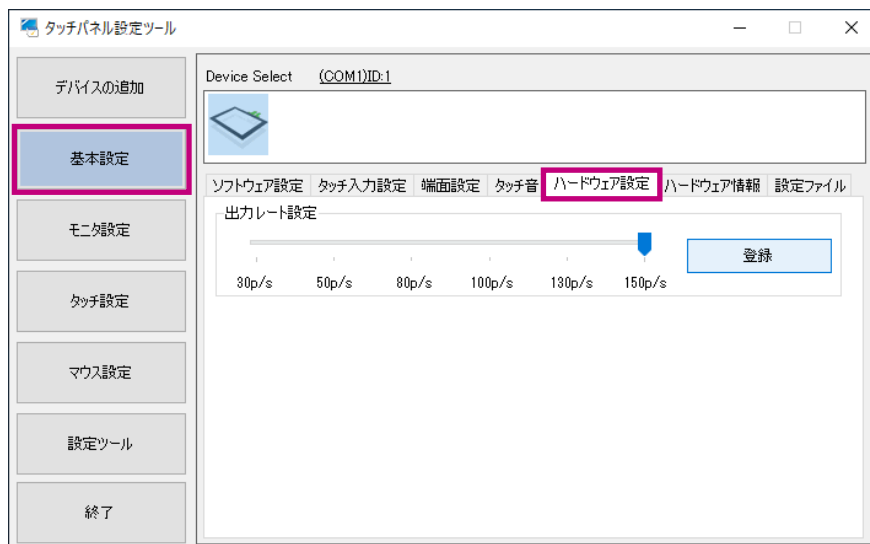 タッチパネル設定ツール
デバイスの追加
基本設定
モニタ設定
タッチ設定
マウス設定
設定ツール
終了
Device Select (COM1)ID:1
ソフトウェア設定 タッチ入力設定 端面設定 タッチ音 ハードウェア設定 ハードウェア情報 設定ファイル
出力レート設定
30p/s 50p/s 80p/s 100p/s 130p/s 150p/s
登録